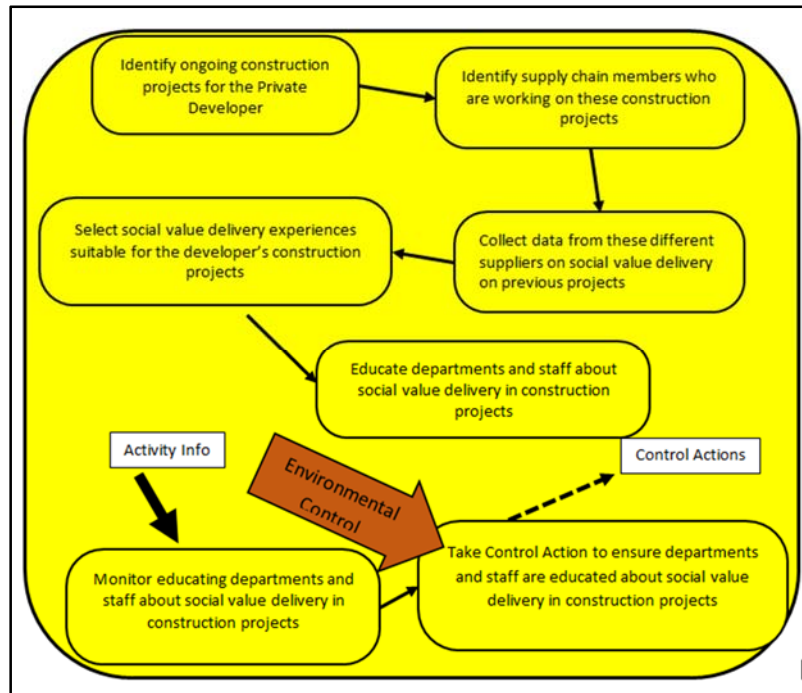 Identify ongoing construction
projects for the Private
Developer
Identify supply chain members who
are working on these construction
projects
Select social value delivery experiences
suitable for the developer's construction
projects
Collect data from these different
suppliers on social value delivery
on previous projects
Educate departments and staff about
social value delivery in construction
projects
Activity Info
Environmental
Control
Control Actions
Monitor educating departments and
staff about social value delivery in
construction projects
Take Control Action to ensure departments
and staff are educated about social value
delivery in construction projects